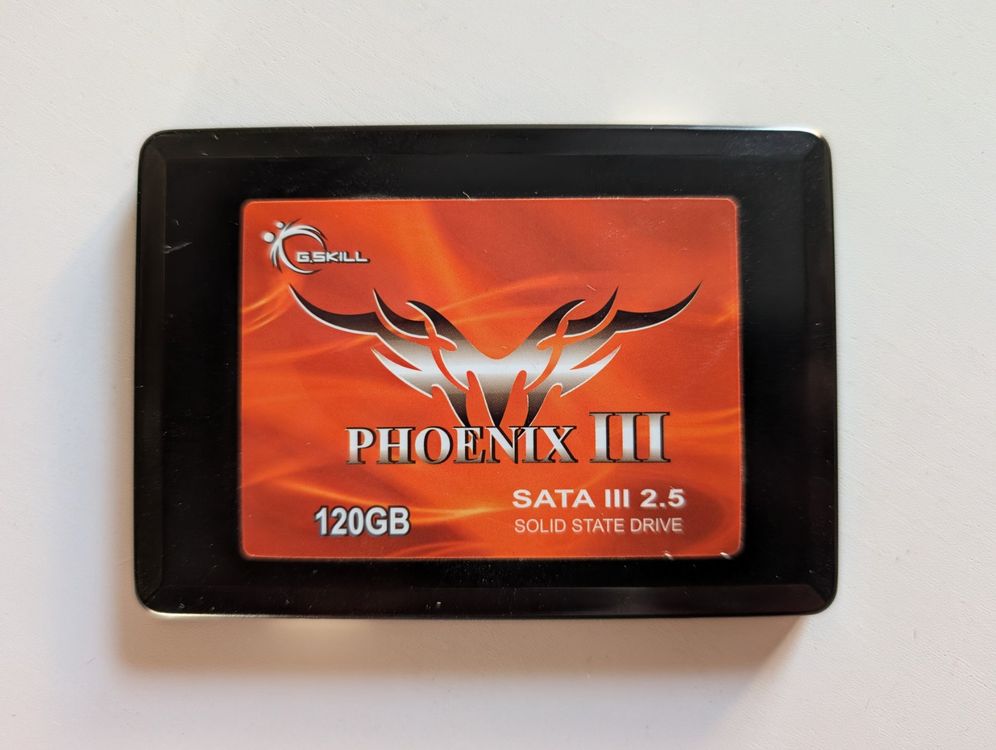 G.SKILL
PHOENIX III
SATA III 2.5
120GB
SOLID STATE DRIVE